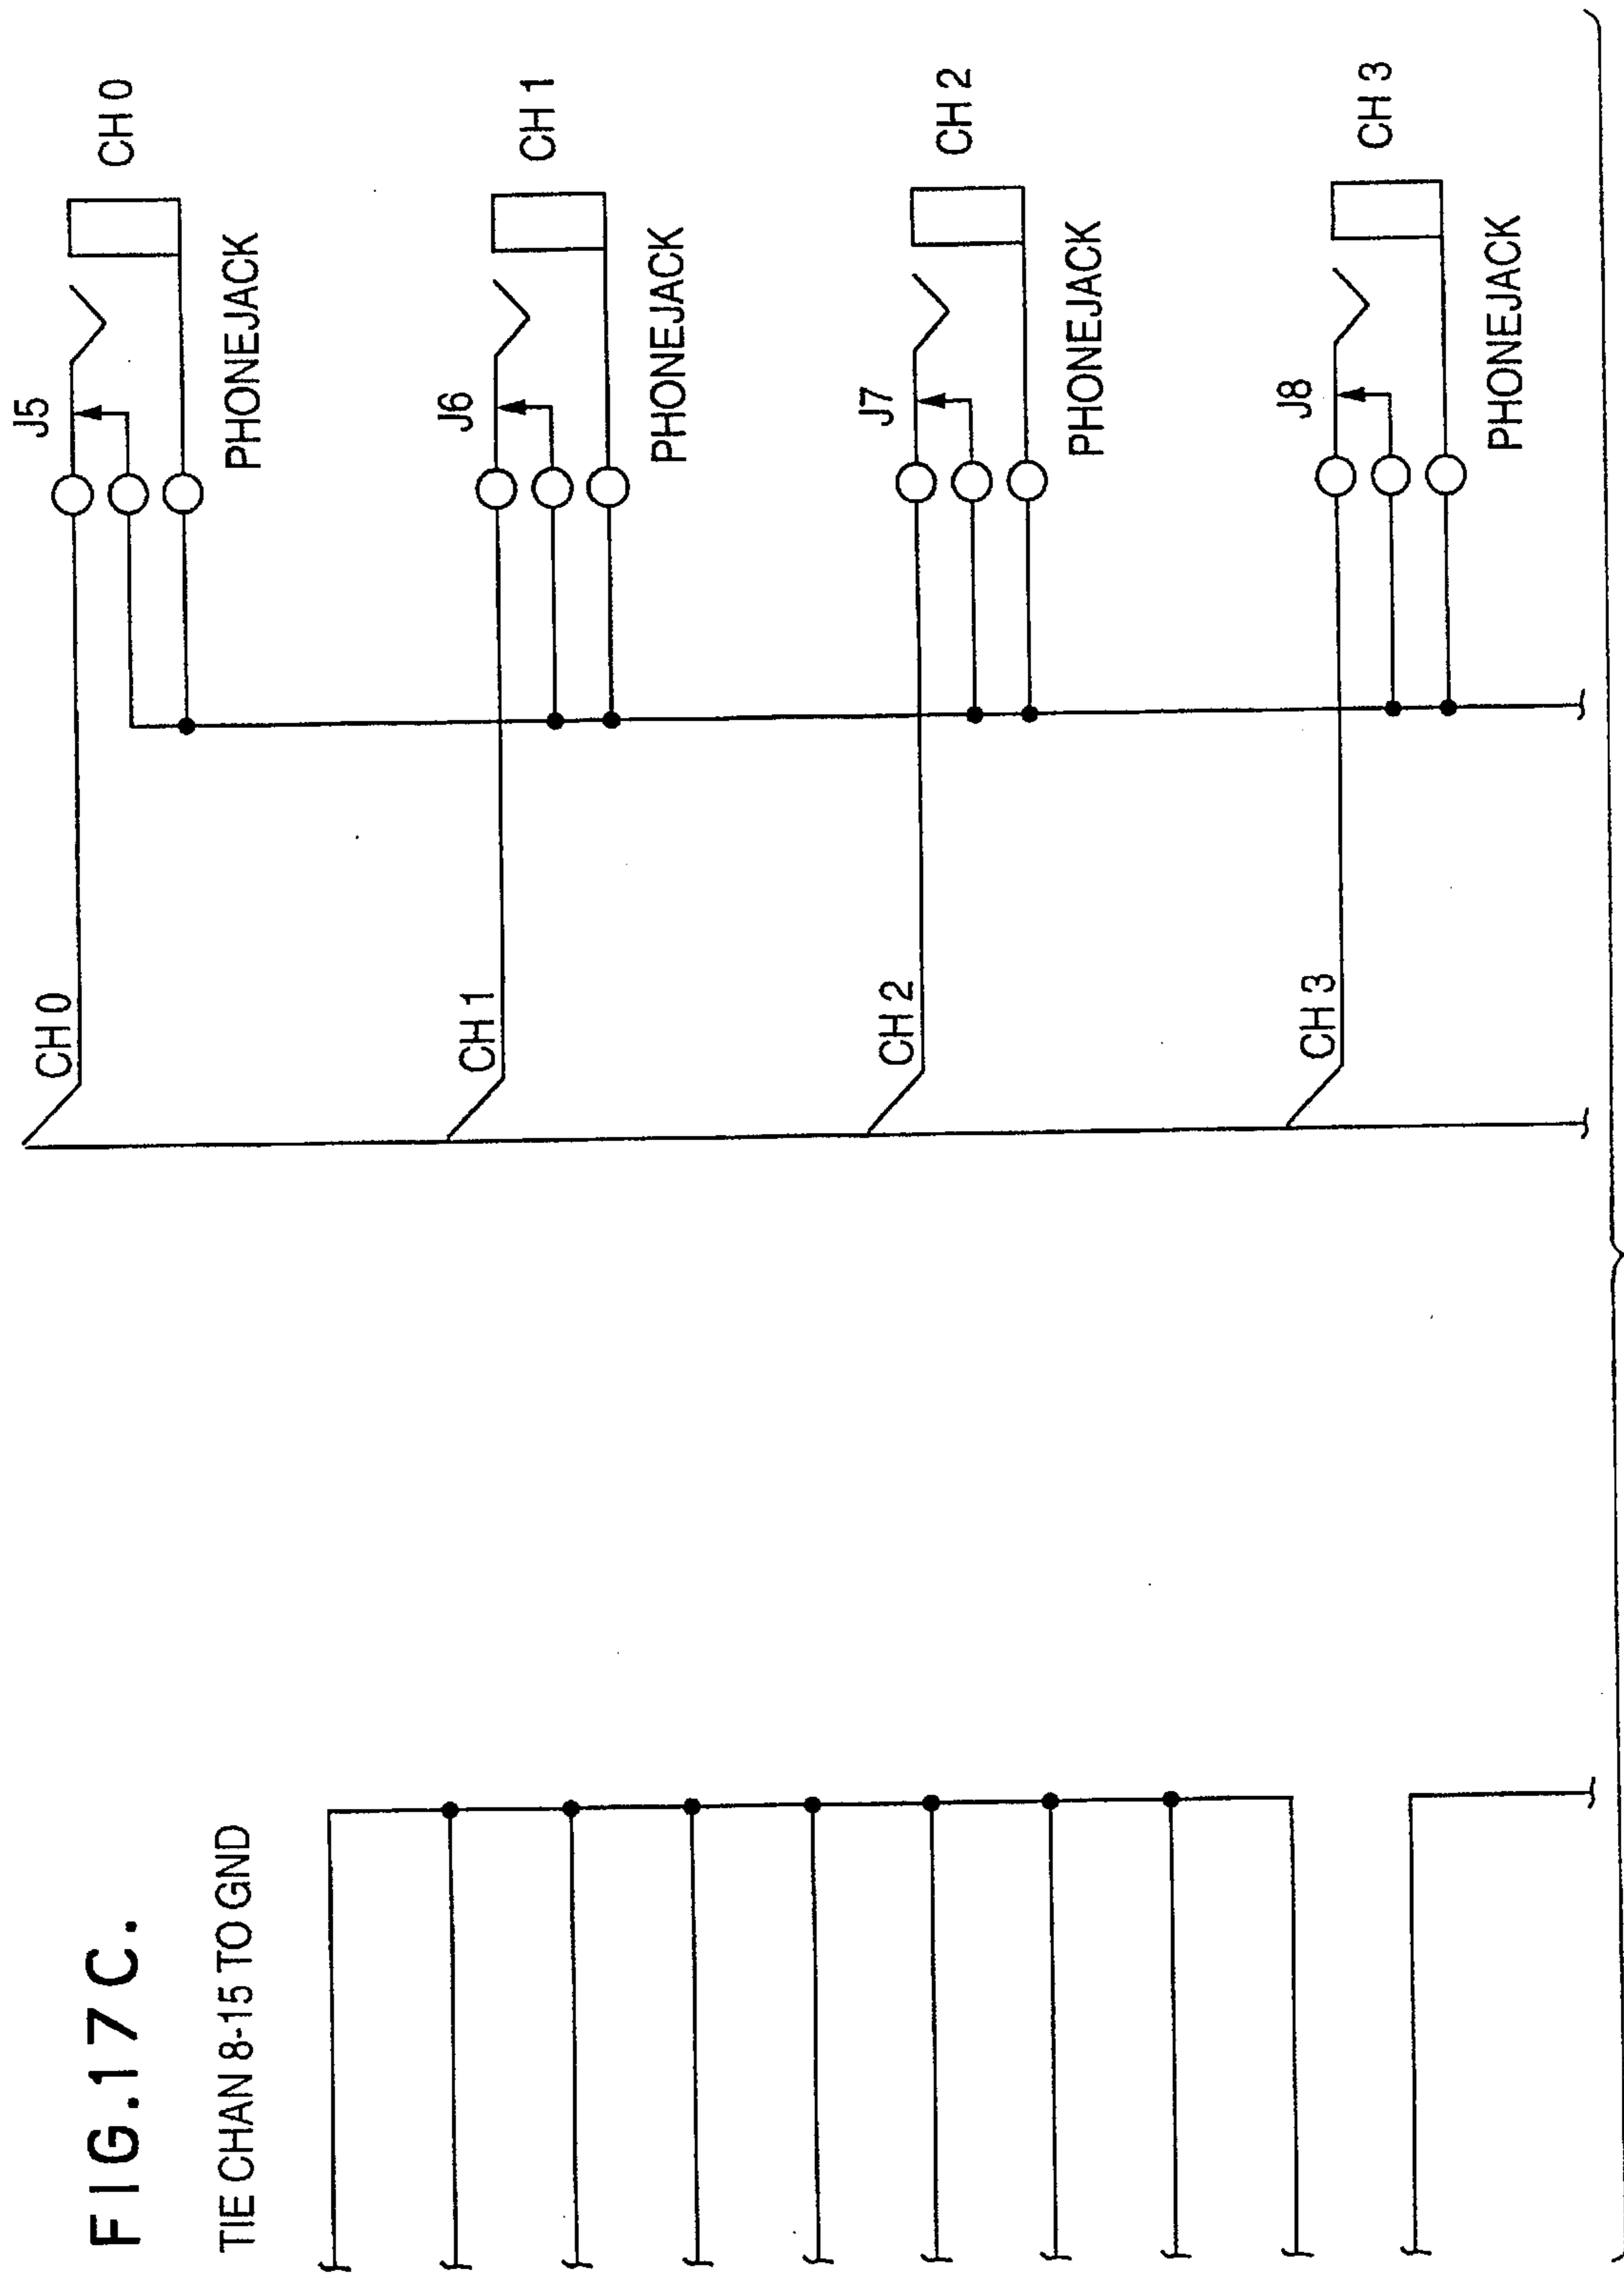 FIG.17C.
TIE CHAN 8-15 TO GND
CH 0
J5
CH 0
PHONEJACK
CH 1
J6
CH 1
PHONEJACK
CH 2
J7
CH 2
PHONEJACK
CH 3
J8
CH 3
PHONEJACK